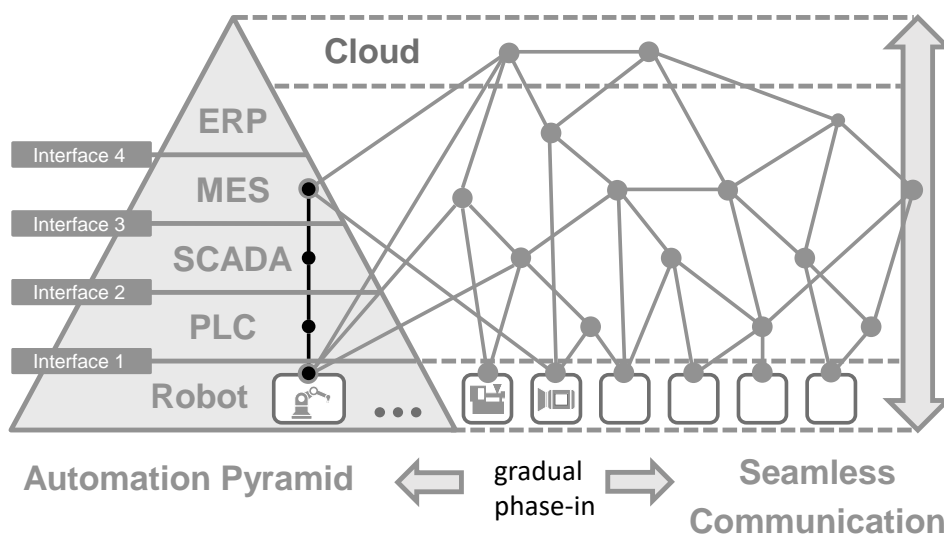 Cloud
ERP
Interface 4
MES
Interface 3
SCADA
Interface 2
PLC
Interface 1
Robot
Automation Pyramid
gradual
phase-in
Seamless
Communication